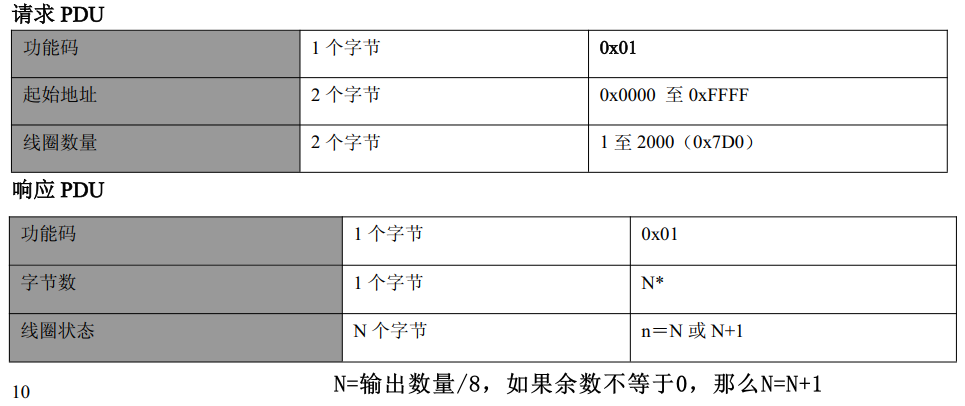 请求 PDU
功能码 1 个字节 0x01
起始地址 2 个字节 0x0000 至 0xFFFF
线圈数量 2 个字节 1 至 2000（0x7D0）
响应 PDU
功能码 1 个字节 0x01
字节数 1 个字节 N*
线圈状态 N 个字节 n＝N 或 N+1
N=输出数量/8，如果余数不等于0，那么N=N+1
10